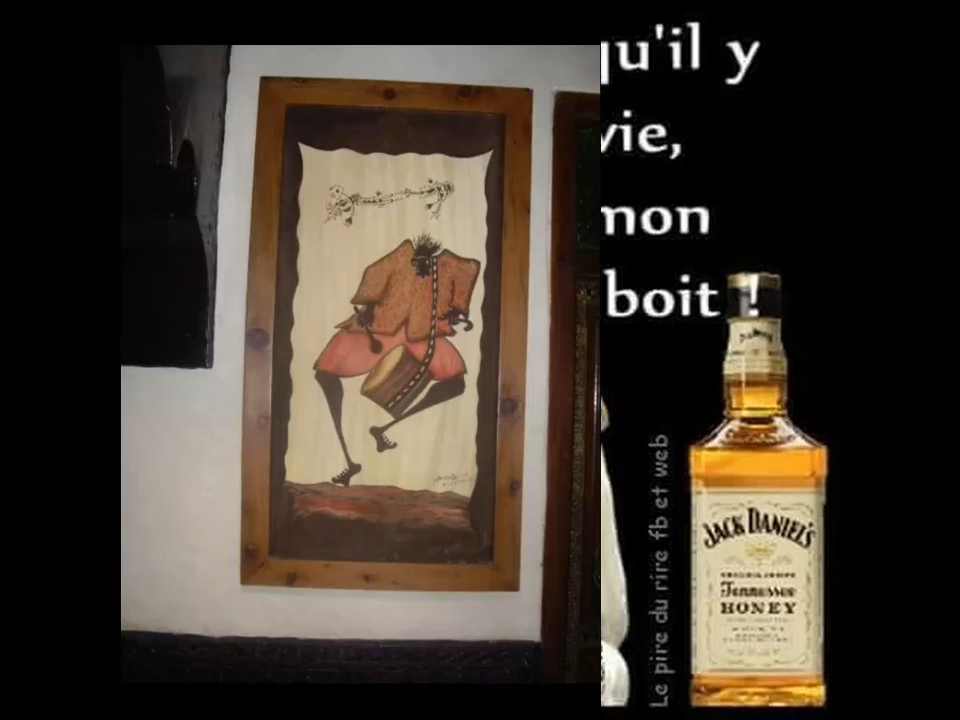 qu'il y
vie,
mon
boit !
Le pire du rire fb et web
JACK DANIEL'S
Tennessee
HONEY